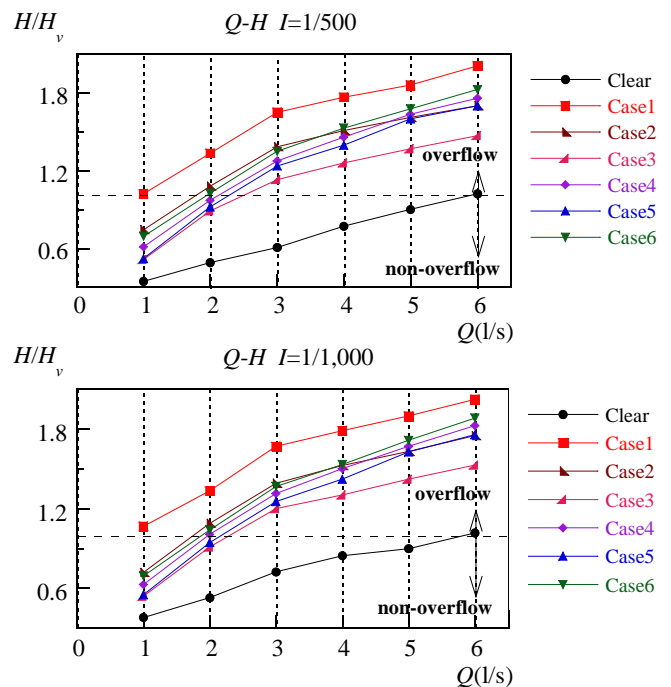 H/Hv Q-H I=1/500
1.8
1.2
0.6
overflow
non-overflow
0 1 2 3 4 5 6
Q(l/s)
Clear
Case1
Case2
Case3
Case4
Case5
Case6
H/Hv Q-H I=1/1,000
1.8
1.2
0.6
overflow
non-overflow
0 1 2 3 4 5 6
Q(l/s)
Clear
Case1
Case2
Case3
Case4
Case5
Case6